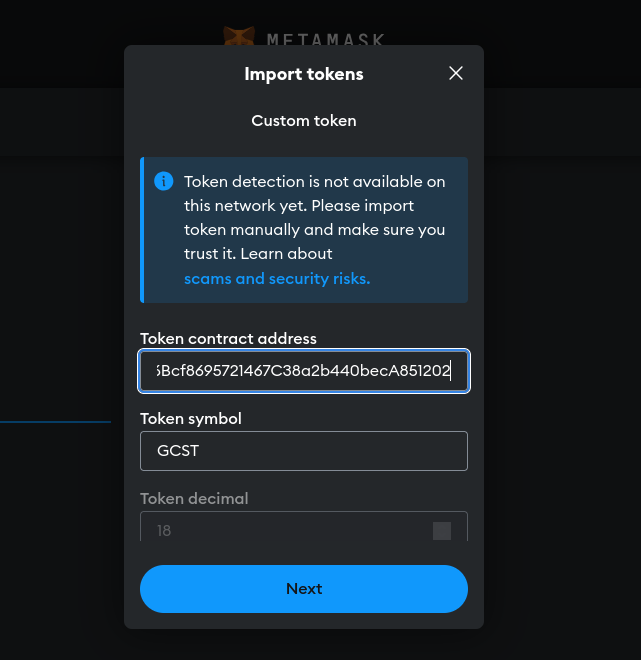 METAMASK
Import tokens
Custom token
Token detection is not available on
this network yet. Please import
token manually and make sure you
trust it. Learn about
scams and security risks.
Token contract address
Bcf8695721467C38a2b440becA851202
Token symbol
GCST
Token decimal
18
Next